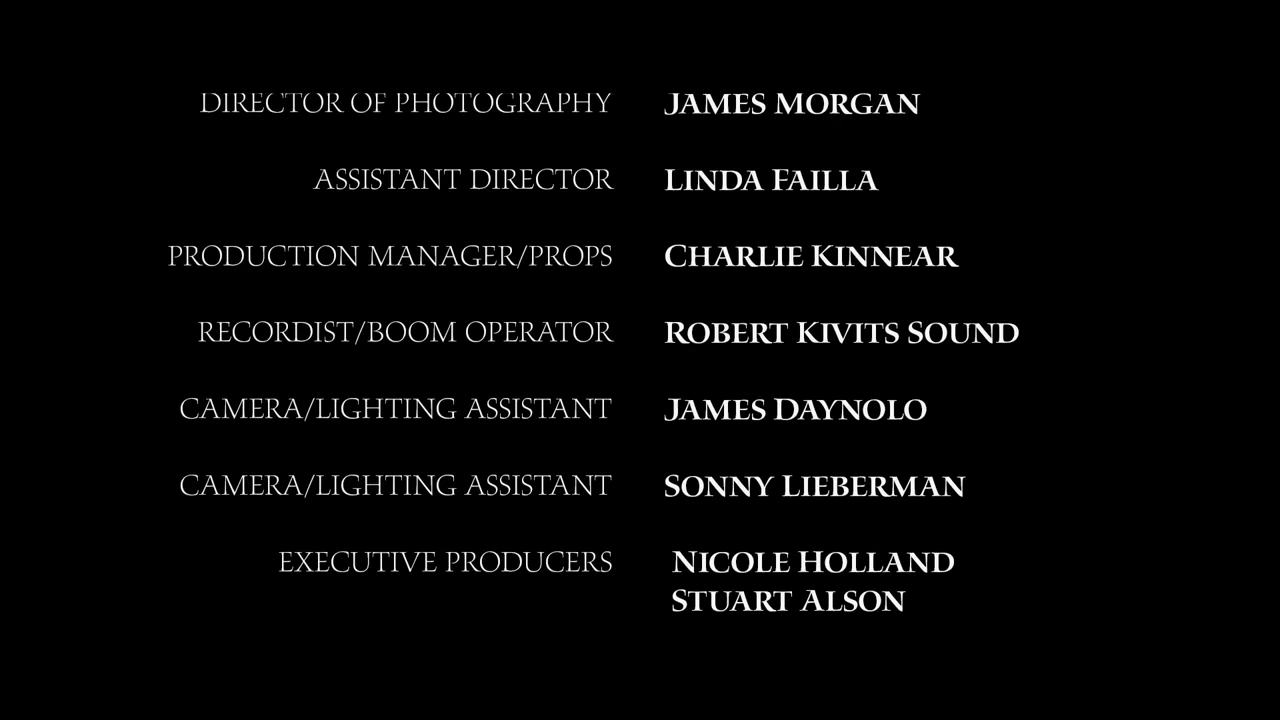 DIRECTOR OF PHOTOGRAPHY JAMES MORGAN
ASSISTANT DIRECTOR LINDA FAILLA
PRODUCTION MANAGER/PROPS CHARLIE KINNEAR
RECORDIST/BOOM OPERATOR ROBERT KIVITS SOUND
CAMERA/LIGHTING ASSISTANT JAMES DAYNOLO
CAMERA/LIGHTING ASSISTANT SONNY LIEBERMAN
EXECUTIVE PRODUCERS NICOLE HOLLAND
STUART ALSON